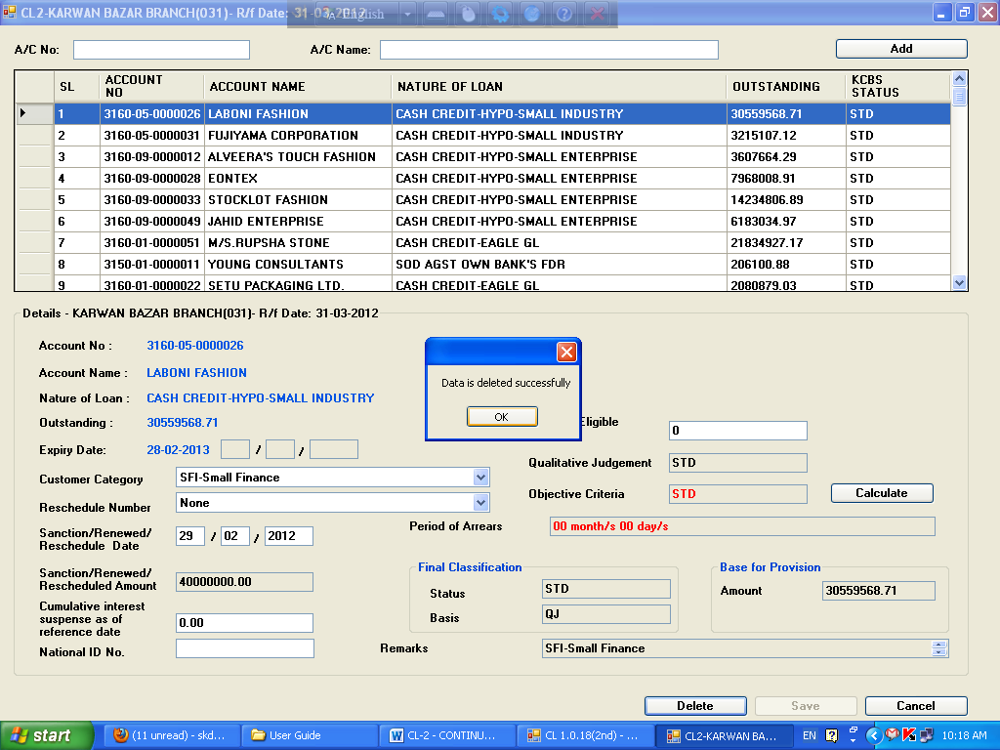 CL2-KARWAN BAZAR BRANCH(031)- R/f Date: 31-03-2012
English
A/C No:
A/C Name:
Add
SL ACCOUNT NO ACCOUNT NAME NATURE OF LOAN OUTSTANDING KCBS STATUS
1 3160-05-0000026 LABONI FASHION CASH CREDIT-HYPO-SMALL INDUSTRY 30559568.71 STD
2 3160-05-0000031 FUJIYAMA CORPORATION CASH CREDIT-HYPO-SMALL INDUSTRY 3215107.12 STD
3 3160-09-0000012 ALVEERA'S TOUCH FASHION CASH CREDIT-HYPO-SMALL ENTERPRISE 3607664.29 STD
4 3160-09-0000028 EONTEX CASH CREDIT-HYPO-SMALL ENTERPRISE 7968008.91 STD
5 3160-09-0000033 STOCKLOT FASHION CASH CREDIT-HYPO-SMALL ENTERPRISE 14234806.89 STD
6 3160-09-0000049 JAHID ENTERPRISE CASH CREDIT-HYPO-SMALL ENTERPRISE 6183034.97 STD
7 3160-01-0000051 M/S.RUPSHA STONE CASH CREDIT-EAGLE GL 21834927.17 STD
8 3150-01-0000011 YOUNG CONSULTANTS SOD AGST OWN BANK'S FDR 206100.88 STD
9 3160-01-0000022 SETU PACKAGING LTD. CASH CREDIT-EAGLE GL 2080879.03 STD
Details - KARWAN BAZAR BRANCH(031)- R/f Date: 31-03-2012
Account No : 3160-05-0000026
Account Name : LABONI FASHION
Nature of Loan : CASH CREDIT-HYPO-SMALL INDUSTRY
Outstanding : 30559568.71
Expiry Date: 28-02-2013 / /
Customer Category SFI-Small Finance
Reschedule Number None
Sanction/Renewed/
Reschedule Date 29 / 02 / 2012
Sanction/Renewed/
Rescheduled Amount 40000000.00
Cumulative interest
suspense as of
reference date 0.00
National ID No.
Data is deleted successfully
OK
Eligible 0
Qualitative Judgement STD
Objective Criteria STD
Calculate
Period of Arrears 00 month/s 00 day/s
Final Classification
Status STD
Basis QJ
Base for Provision
Amount 30559568.71
Remarks SFI-Small Finance
Delete Save Cancel
start (11 unread) - skd... User Guide CL-2 - CONTINU... CL 1.0.18(2nd) - ... CL2-KARWAN BA... EN 10:18 AM